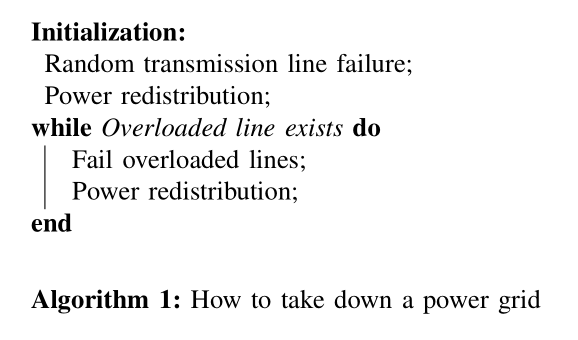 Initialization:
Random transmission line failure;
Power redistribution;
while Overloaded line exists do
Fail overloaded lines;
Power redistribution;
end
Algorithm 1: How to take down a power grid